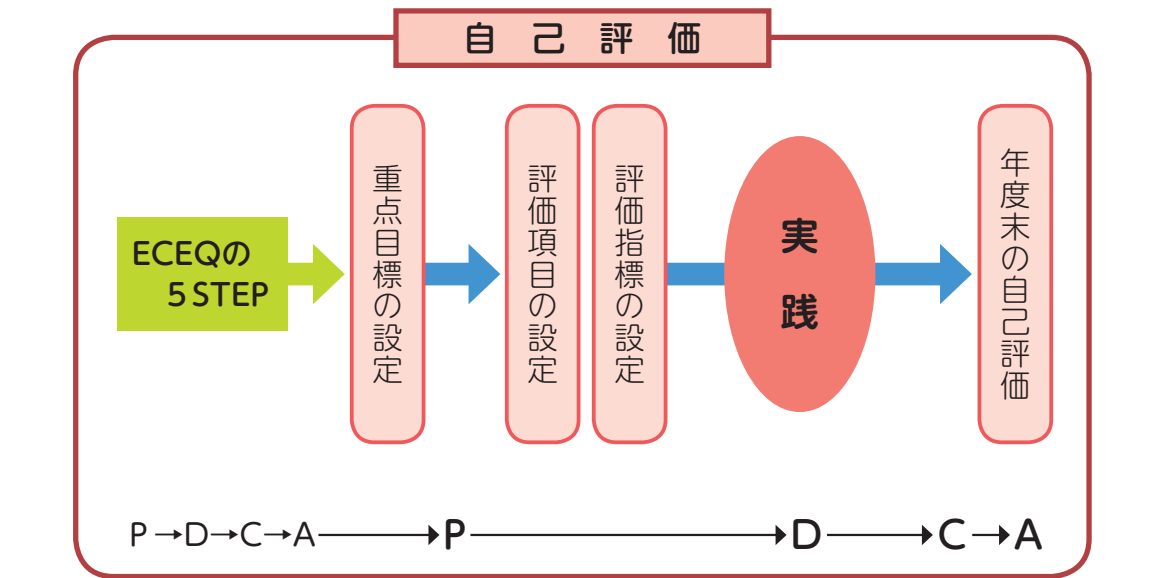 自己評価
ECEQの
5STEP
重点目標の設定
評価項目の設定
評価指標の設定
実践
年度末の自己評価
P→D→C→A→P→D→C→A